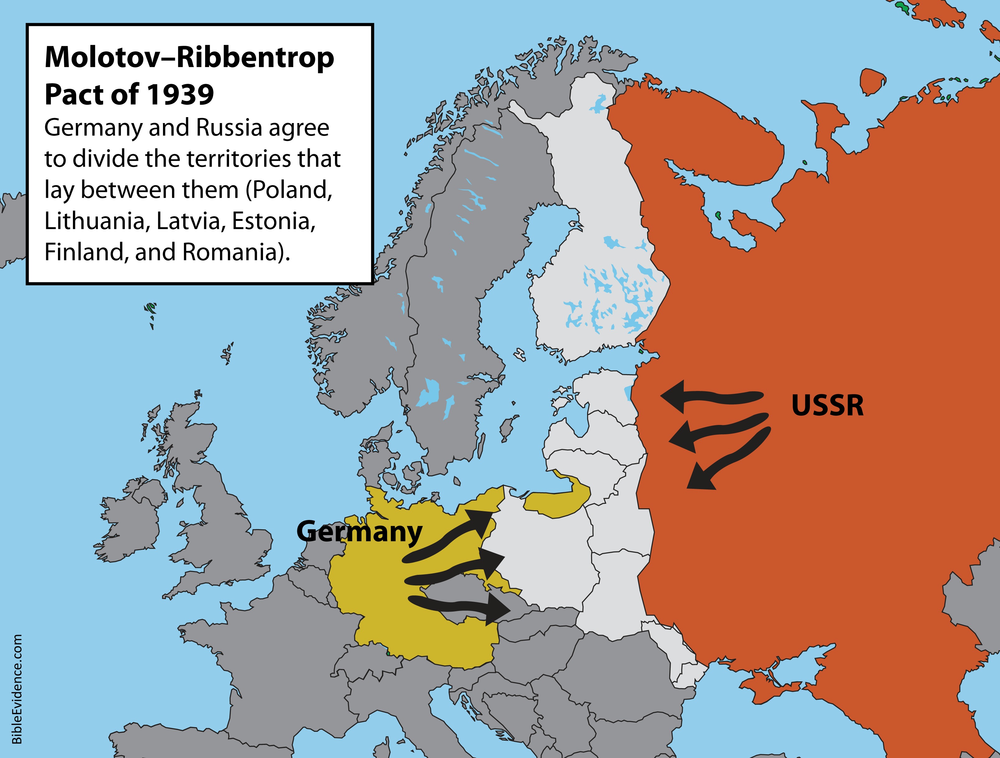 Molotov–Ribbentrop
Pact of 1939
Germany and Russia agree
to divide the territories that
lay between them (Poland,
Lithuania, Latvia, Estonia,
Finland, and Romania).
USSR
Germany
BibleEvidence.com